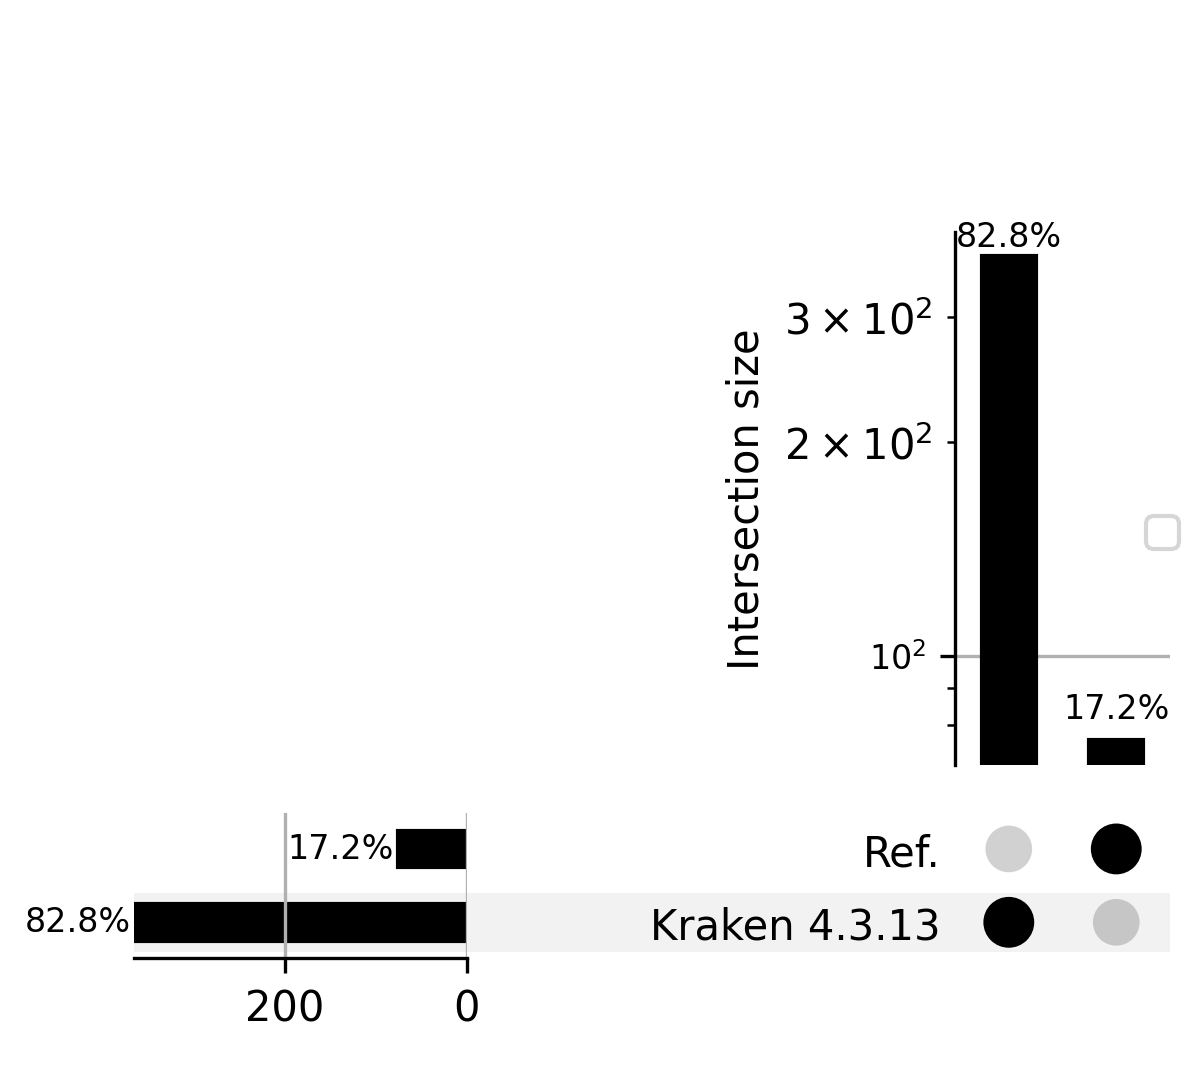 82.8%
3 × 10²
2 × 10²
10²
Intersection size
17.2%
17.2%
Ref.
82.8%
Kraken 4.3.13
200
0